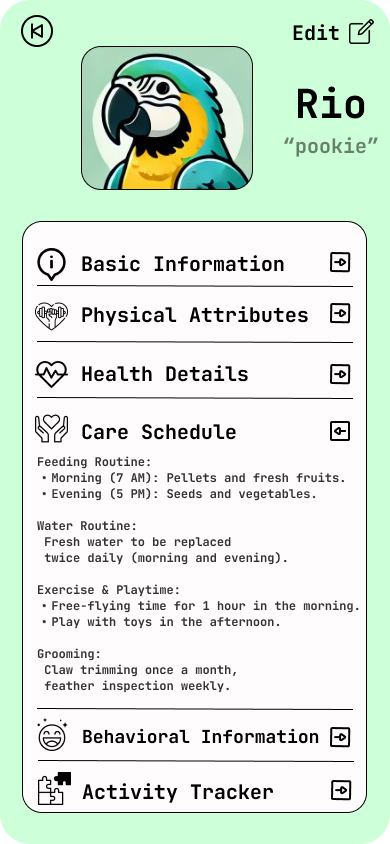 Edit
Rio
“pookie”
Basic Information
Physical Attributes
Health Details
Care Schedule
Feeding Routine:
• Morning (7 AM): Pellets and fresh fruits.
• Evening (5 PM): Seeds and vegetables.
Water Routine:
Fresh water to be replaced
twice daily (morning and evening).
Exercise & Playtime:
• Free-flying time for 1 hour in the morning.
• Play with toys in the afternoon.
Grooming:
Claw trimming once a month,
feather inspection weekly.
Behavioral Information
Activity Tracker